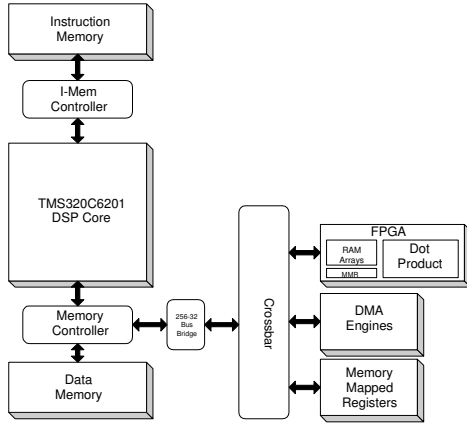 Instruction
Memory
I-Mem
Controller
TMS320C6201
DSP Core
Memory
Controller
Data
Memory
256-32
Bus
Bridge
Crossbar
FPGA
RAM
Arrays
MMR
Dot
Product
DMA
Engines
Memory
Mapped
Registers